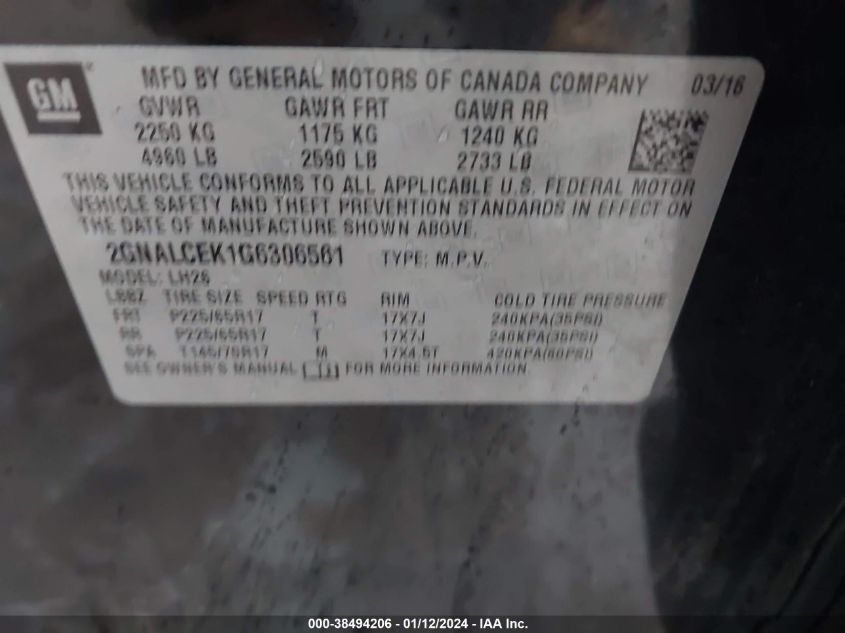 GM
MFD BY GENERAL MOTORS OF CANADA COMPANY 03/16
GVWR GAWR FRT GAWR RR
2250 KG 1175 KG 1240 KG
4960 LB 2590 LB 2733 LB
THIS VEHICLE CONFORMS TO ALL APPLICABLE U.S. FEDERAL MOTOR
VEHICLE SAFETY AND THEFT PREVENTION STANDARDS IN EFFECT ON
THE DATE OF MANUFACTURE SHOWN ABOVE.
2GNALCEK1G6306561 TYPE: M.P.V.
MODEL: LH26
TIRE SIZE SPEED RTG RIM COLD TIRE PRESSURE
FRT P225/65R17 T 17X7J 240KPA(35PSI)
RR P225/65R17 T 17X7J 240KPA(35PSI)
SPA T145/70R17 M 17X4.5T 420KPA(60PSI)
SEE OWNER'S MANUAL FOR MORE INFORMATION.
000-38494206 - 01/12/2024 - IAA Inc.